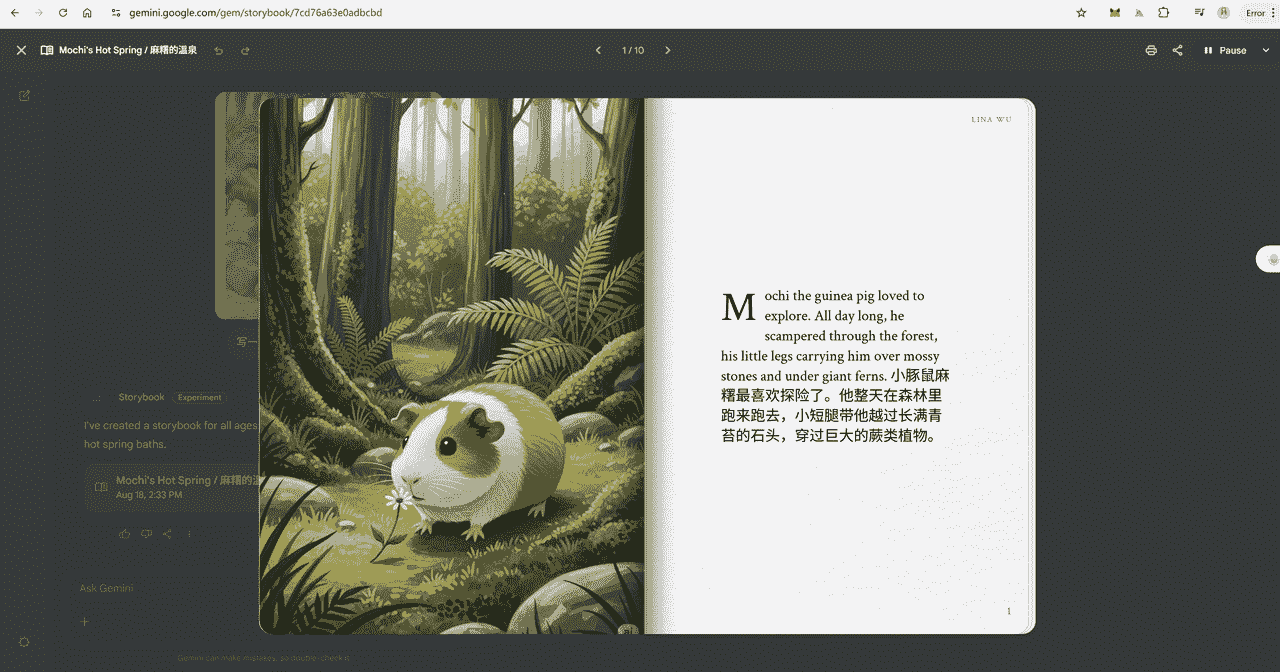 gemini.google.com/gem/storybook/7cd76a63e0adbcbd
Error
Mochi's Hot Spring / 麻糬的温泉
1 / 10
Pause
LINA WU
Mochi the guinea pig loved to
explore. All day long, he
scampered through the forest,
his little legs carrying him over mossy
stones and under giant ferns. 小豚鼠麻
糬最喜欢探险了。他整天在森林里
跑来跑去，小短腿带他越过长满青
苔的石头，穿过巨大的蕨类植物。
1
写一
... Storybook Experiment
I've created a storybook for all ages
hot spring baths.
Mochi's Hot Spring / 麻糬的温
Aug 18, 2:33 PM
Ask Gemini
Gemini can make mistakes, so double-check it